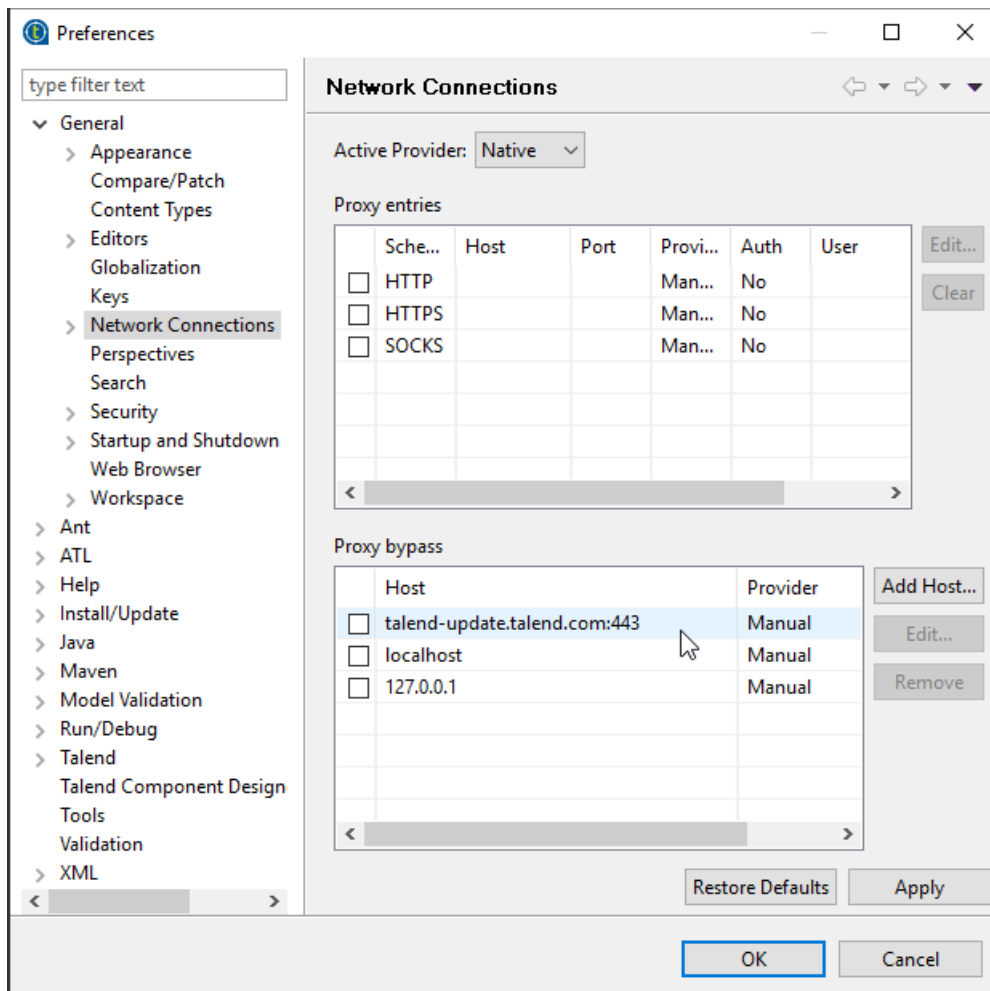 Preferences
type filter text
General
Appearance
Compare/Patch
Content Types
Editors
Globalization
Keys
Network Connections
Perspectives
Search
Security
Startup and Shutdown
Web Browser
Workspace
Ant
ATL
Help
Install/Update
Java
Maven
Model Validation
Run/Debug
Talend
Talend Component Design
Tools
Validation
XML
Network Connections
Active Provider: Native
Proxy entries
Sche... Host Port Provi... Auth User
HTTP Man... No
HTTPS Man... No
SOCKS Man... No
Edit...
Clear
Proxy bypass
Host Provider
talend-update.talend.com:443 Manual
localhost Manual
127.0.0.1 Manual
Add Host...
Edit...
Remove
Restore Defaults Apply
OK Cancel